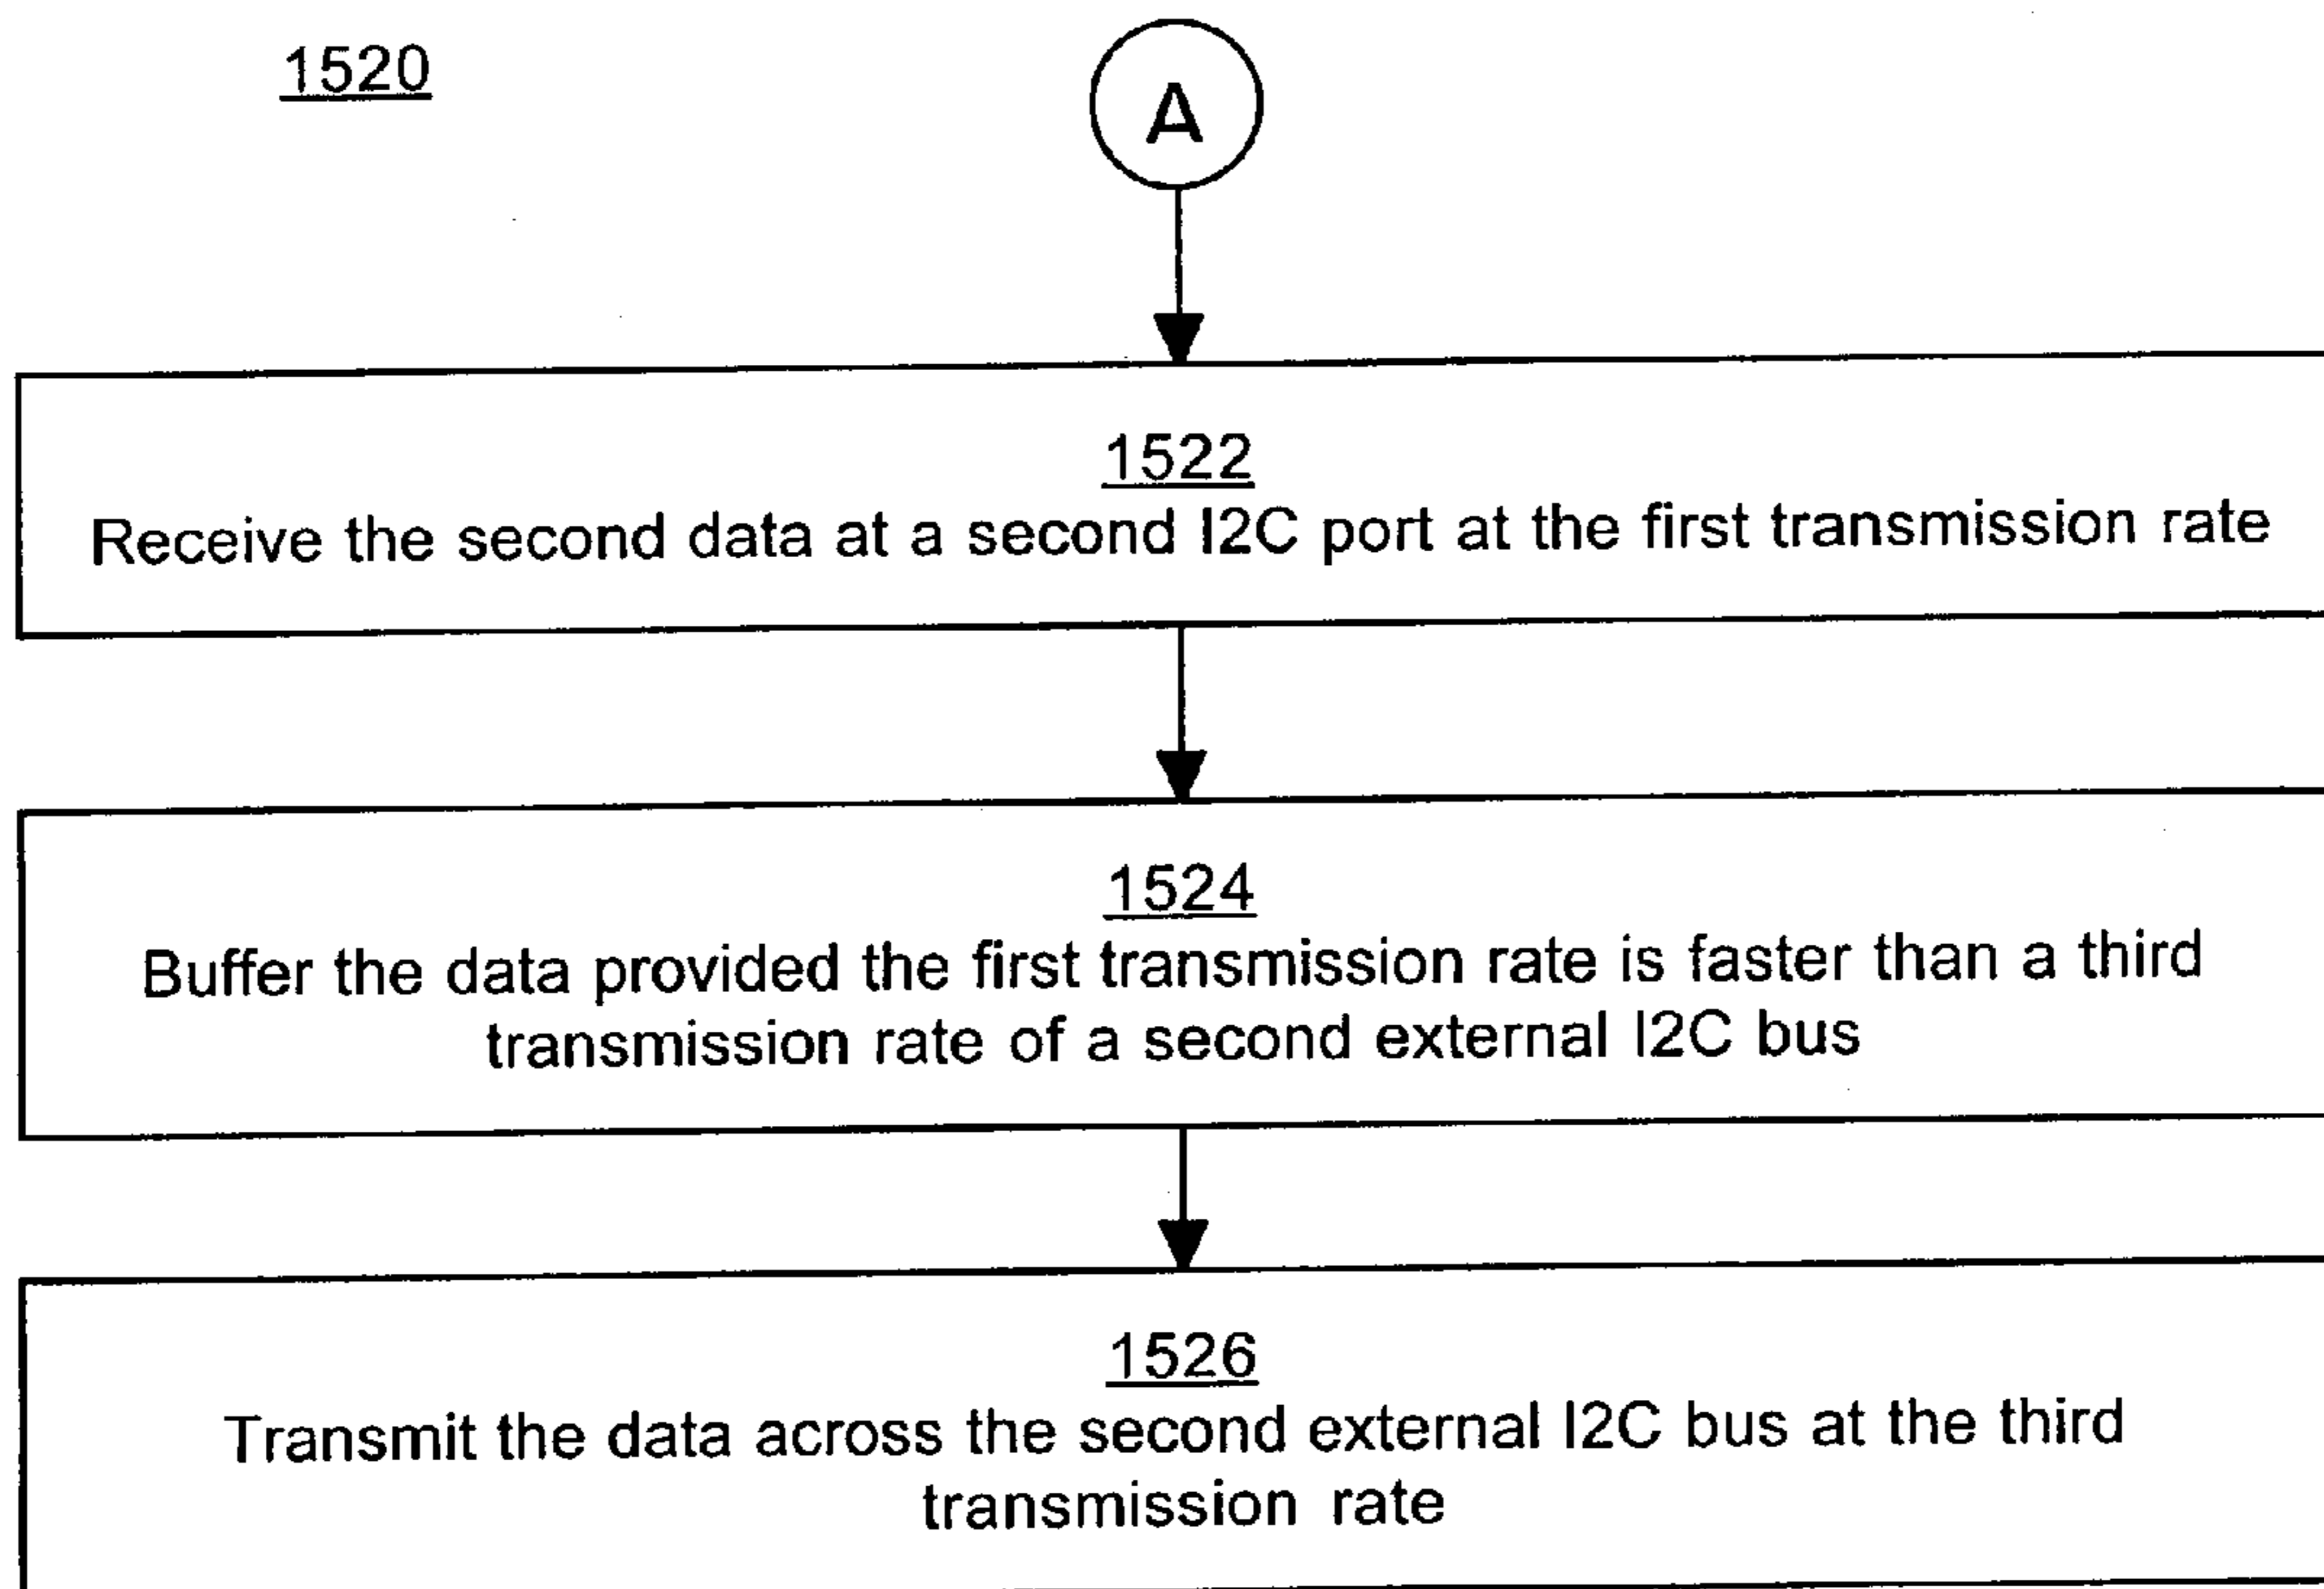 1520
A
1522
Receive the second data at a second I2C port at the first transmission rate
1524
Buffer the data provided the first transmission rate is faster than a third
transmission rate of a second external I2C bus
1526
Transmit the data across the second external I2C bus at the third
transmission rate